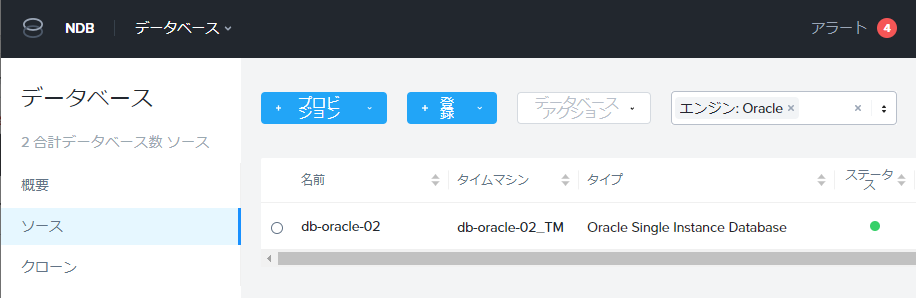 NDB データベース アラート 4
データベース
2 合計データベース数 ソース
概要
ソース
クローン
+ プロビ
ジョン
+ 登
録
データベース
アクション
エンジン: Oracle × ×
名前 タイムマシン タイプ ステータ
ス
db-oracle-02 db-oracle-02_TM Oracle Single Instance Database